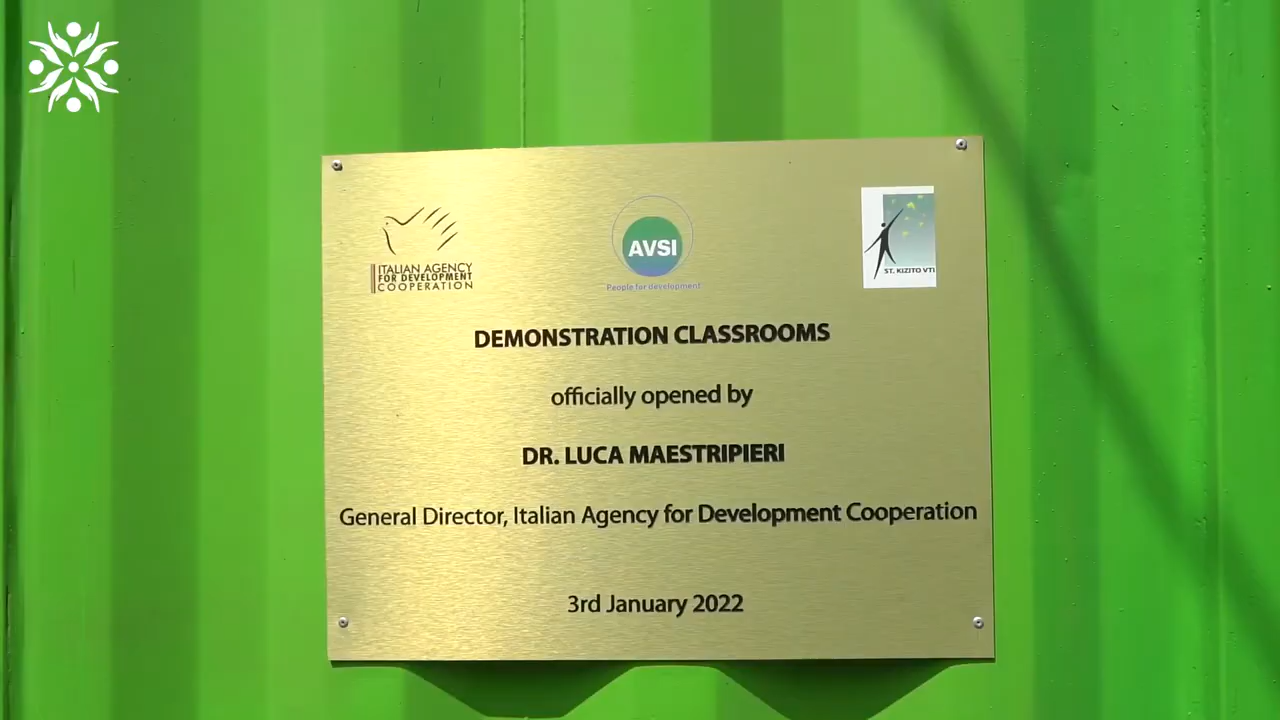 ITALIAN AGENCY
FOR DEVELOPMENT
COOPERATION
AVSI
People for development
ST. KIZITO VTI
DEMONSTRATION CLASSROOMS
officially opened by
DR. LUCA MAESTRIPIERI
General Director, Italian Agency for Development Cooperation
3rd January 2022